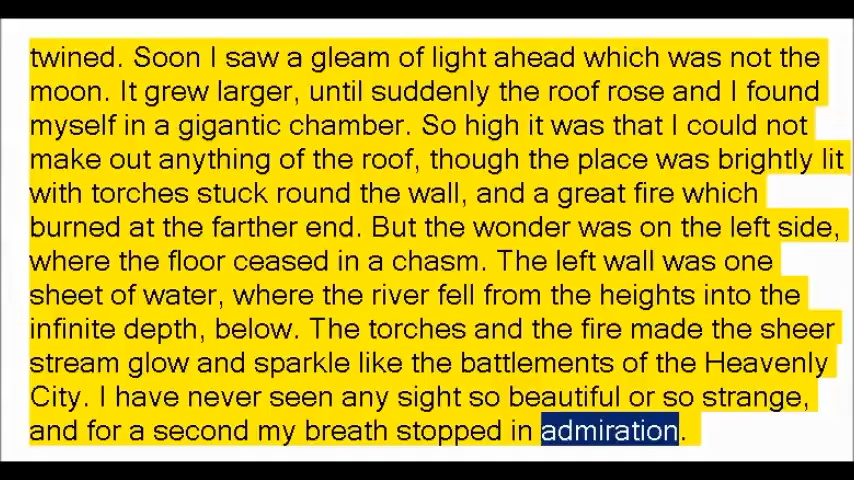 twined. Soon I saw a gleam of light ahead which was not the
moon. It grew larger, until suddenly the roof rose and I found
myself in a gigantic chamber. So high it was that I could not
make out anything of the roof, though the place was brightly lit
with torches stuck round the wall, and a great fire which
burned at the farther end. But the wonder was on the left side,
where the floor ceased in a chasm. The left wall was one
sheet of water, where the river fell from the heights into the
infinite depth, below. The torches and the fire made the sheer
stream glow and sparkle like the battlements of the Heavenly
City. I have never seen any sight so beautiful or so strange,
and for a second my breath stopped in admiration.